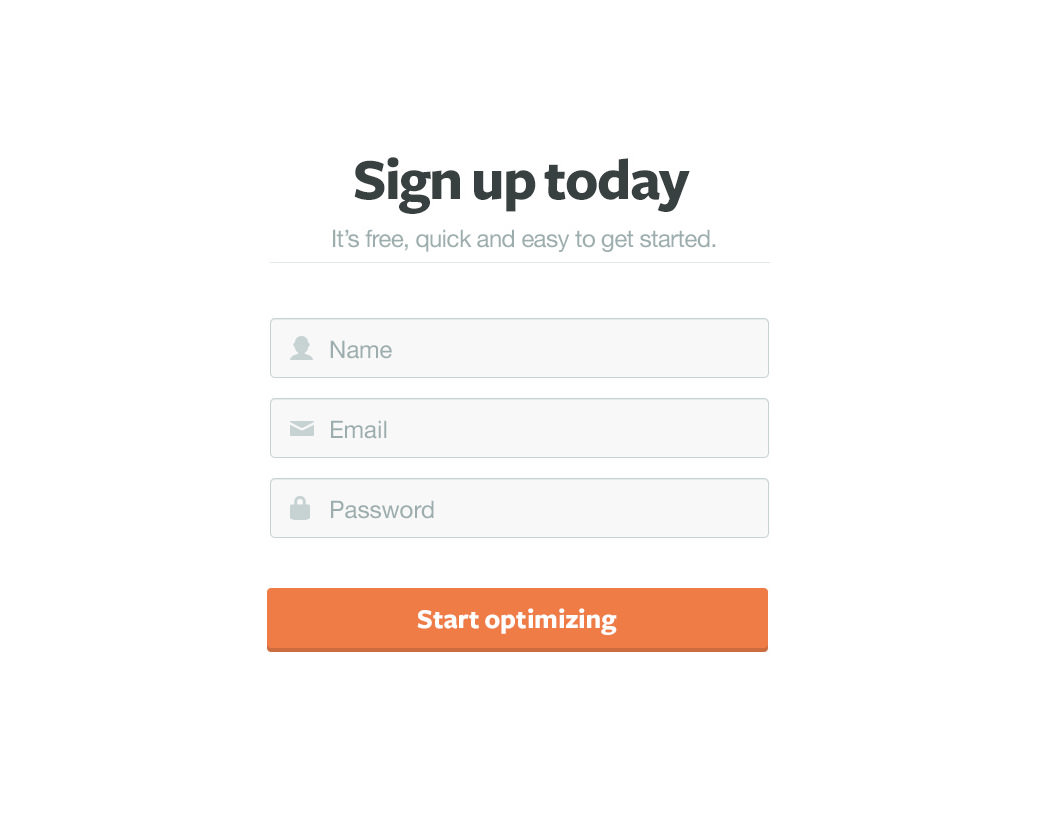 Sign up today
It’s free, quick and easy to get started.
Name
Email
Password
Start optimizing